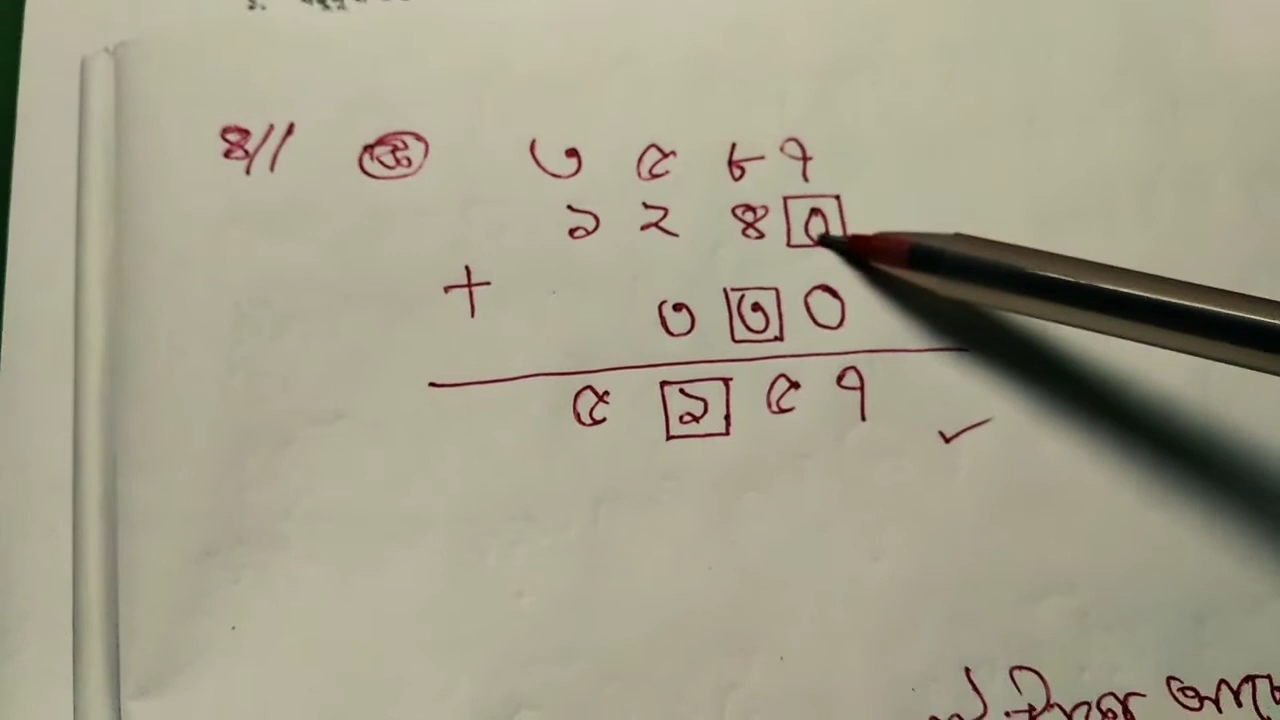 ৪// ক ৩ ৫ ৮ ৭
১ ২ ৪ ০
+ ৩ ৩ ০
৫ ১ ৫ ৭